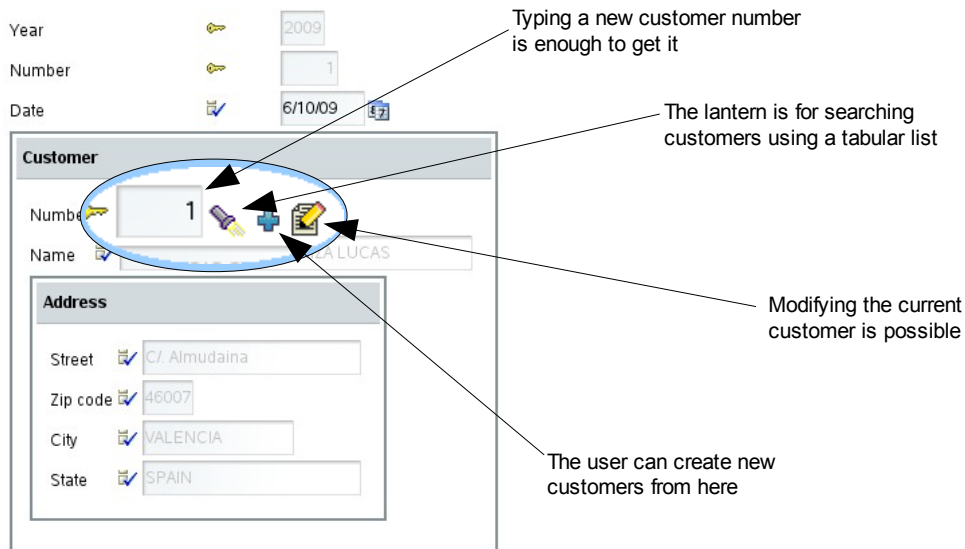 Year 2009
Typing a new customer number
is enough to get it
Number 1
Date 6/10/09
The lantern is for searching
customers using a tabular list
Customer
Number 1
Name LUCAS
Address
Modifying the current
customer is possible
Street C/. Almudaina
Zip code 46007
City VALENCIA
State SPAIN
The user can create new
customers from here